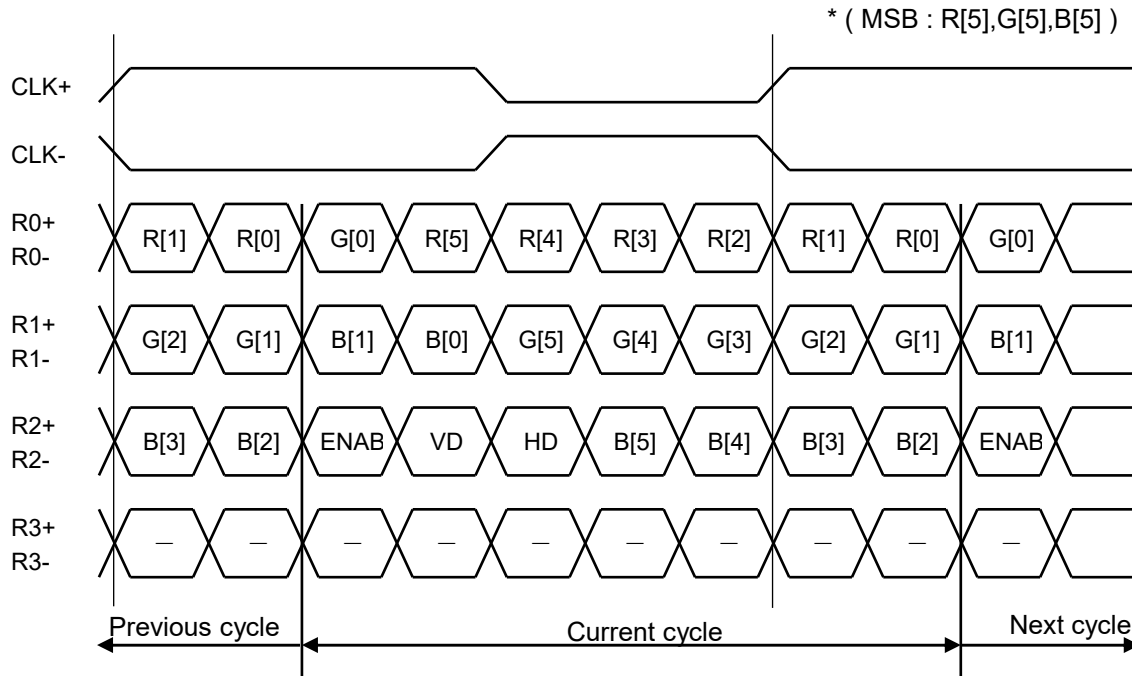 * ( MSB : R[5],G[5],B[5] )
CLK+
CLK-
R0+
R0-
R[1] R[0] G[0] R[5] R[4] R[3] R[2] R[1] R[0] G[0]
R1+
R1-
G[2] G[1] B[1] B[0] G[5] G[4] G[3] G[2] G[1] B[1]
R2+
R2-
B[3] B[2] ENAB VD HD B[5] B[4] B[3] B[2] ENAB
R3+
R3-
— — — — — — — — — —
Previous cycle Current cycle Next cycle